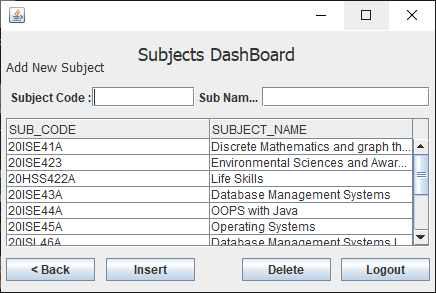 Subjects DashBoard
Add New Subject
Subject Code : Sub Nam...
SUB_CODE SUBJECT_NAME
20ISE41A Discrete Mathematics and graph th...
20ISE423 Environmental Sciences and Awar...
20HSS422A Life Skills
20ISE43A Database Management Systems
20ISE44A OOPS with Java
20ISE45A Operating Systems
20ISL46A Database Management Systems L
< Back Insert Delete Logout